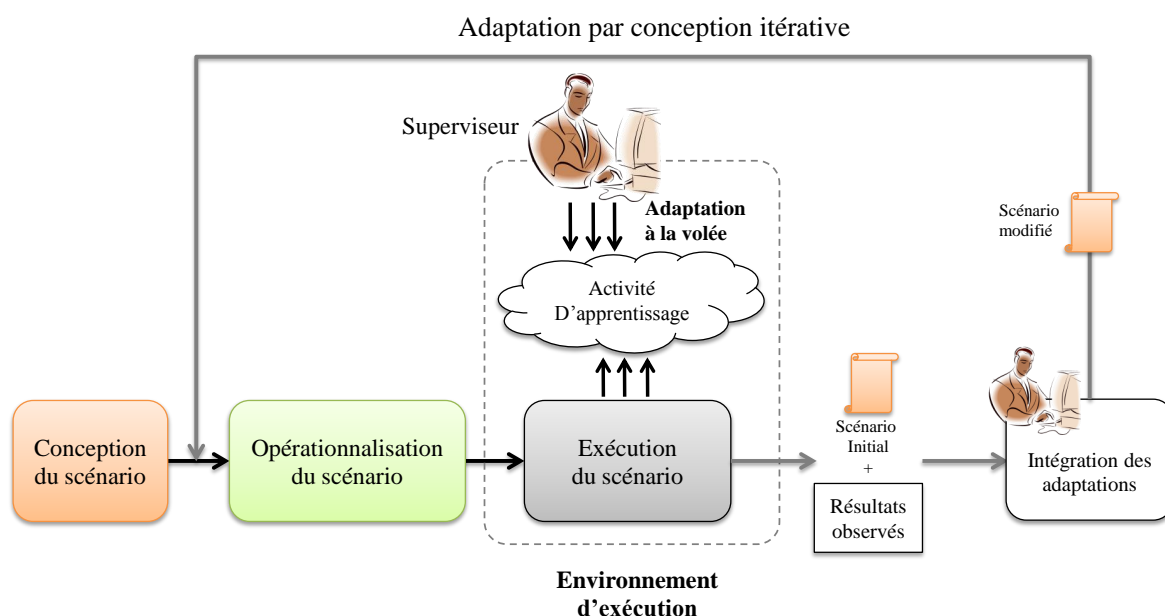 Adaptation par conception itérative
Superviseur
Adaptation
à la volée
Scénario
modifié
Activité
D’apprentissage
Conception
du scénario
Opérationnalisation
du scénario
Exécution
du scénario
Scénario
Initial
+
Résultats
observés
Intégration des
adaptations
Environnement
d’exécution